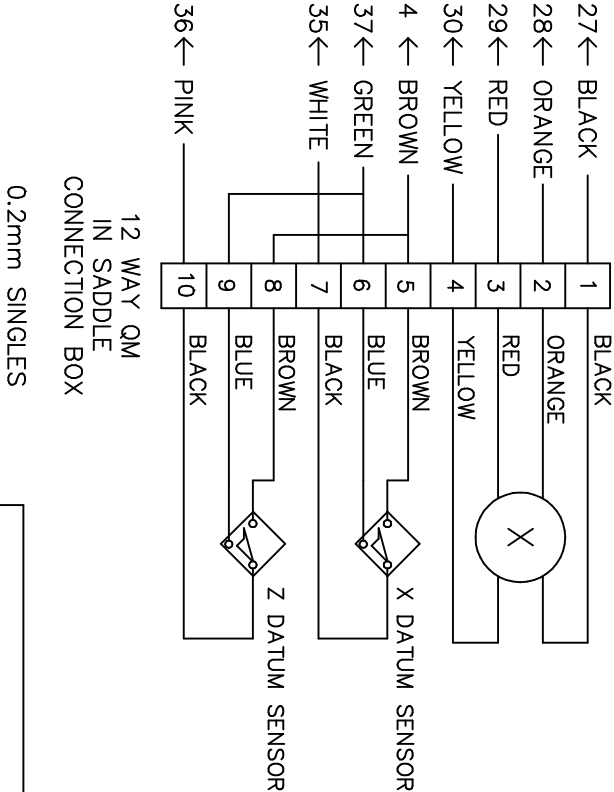 27 ← BLACK
28 ← ORANGE
29 ← RED
30 ← YELLOW
4 ← BROWN
37 ← GREEN
35 ← WHITE
36 ← PINK
1
2
3
4
5
6
7
8
9
10
BLACK
ORANGE
RED
YELLOW
BROWN
BLUE
BLACK
BROWN
BLUE
BLACK
X
X DATUM SENSOR
Z DATUM SENSOR
12 WAY QM
IN SADDLE
CONNECTION BOX
0.2mm SINGLES